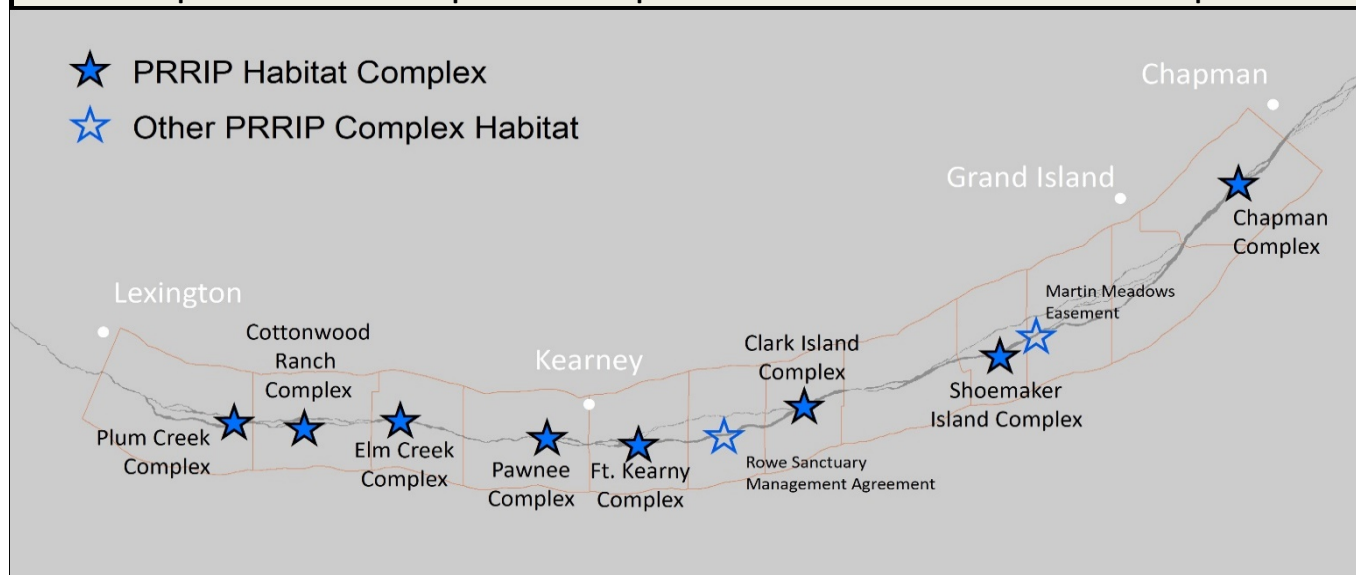 PRRIP Habitat Complex
Other PRRIP Complex Habitat
Chapman
Grand Island
Chapman
Complex
Lexington
Martin Meadows
Easement
Cottonwood
Ranch
Complex
Kearney
Clark Island
Complex
Shoemaker
Island Complex
Plum Creek
Complex
Elm Creek
Complex
Pawnee
Complex
Ft. Kearny
Complex
Rowe Sanctuary
Management Agreement